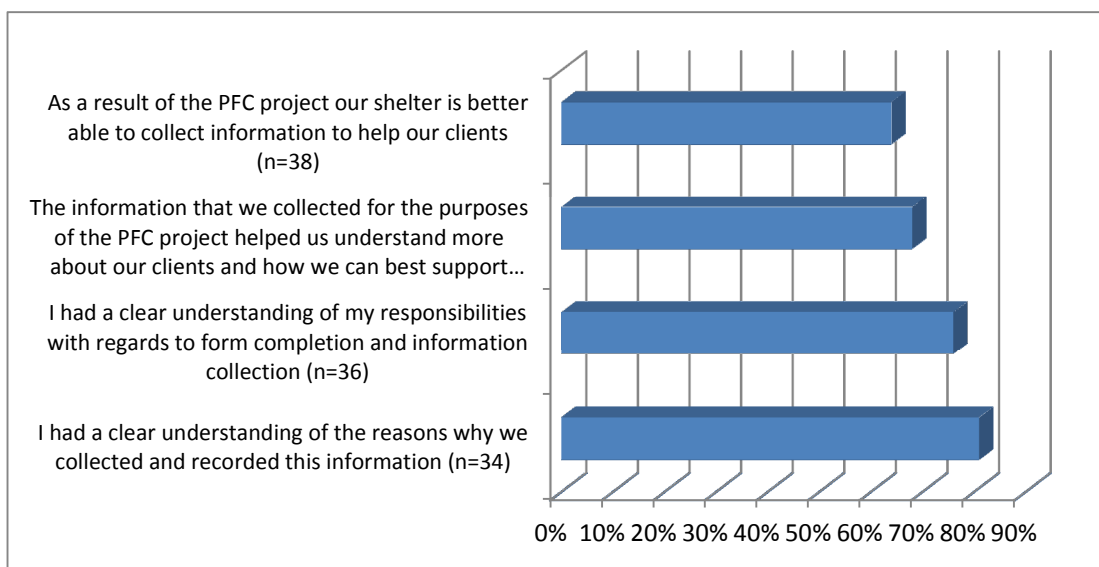 As a result of the PFC project our shelter is better
able to collect information to help our clients
(n=38)
The information that we collected for the purposes
of the PFC project helped us understand more
about our clients and how we can best support…
I had a clear understanding of my responsibilities
with regards to form completion and information
collection (n=36)
I had a clear understanding of the reasons why we
collected and recorded this information (n=34)
0% 10% 20% 30% 40% 50% 60% 70% 80% 90%